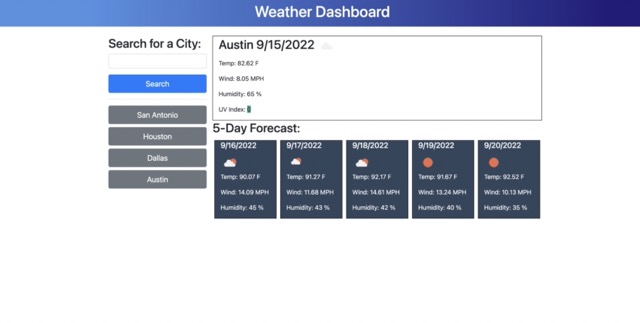 Weather Dashboard
Search for a City:
Search
San Antonio
Houston
Dallas
Austin
Austin 9/15/2022
Temp: 82.62 F
Wind: 8.05 MPH
Humidity: 65 %
UV Index:
5-Day Forecast:
9/16/2022
Temp: 90.07 F
Wind: 14.09 MPH
Humidity: 45 %
9/17/2022
Temp: 91.27 F
Wind: 11.68 MPH
Humidity: 43 %
9/18/2022
Temp: 92.17 F
Wind: 14.61 MPH
Humidity: 42 %
9/19/2022
Temp: 91.67 F
Wind: 13.24 MPH
Humidity: 40 %
9/20/2022
Temp: 92.52 F
Wind: 10.13 MPH
Humidity: 35 %